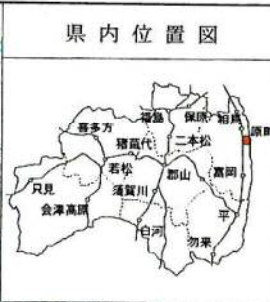 県内位置図
福島
保原
相馬
原町
喜多方
猪苗代
二本松
若松
郡山
富岡
只見
須賀川
会津高原
平
白河
勿来